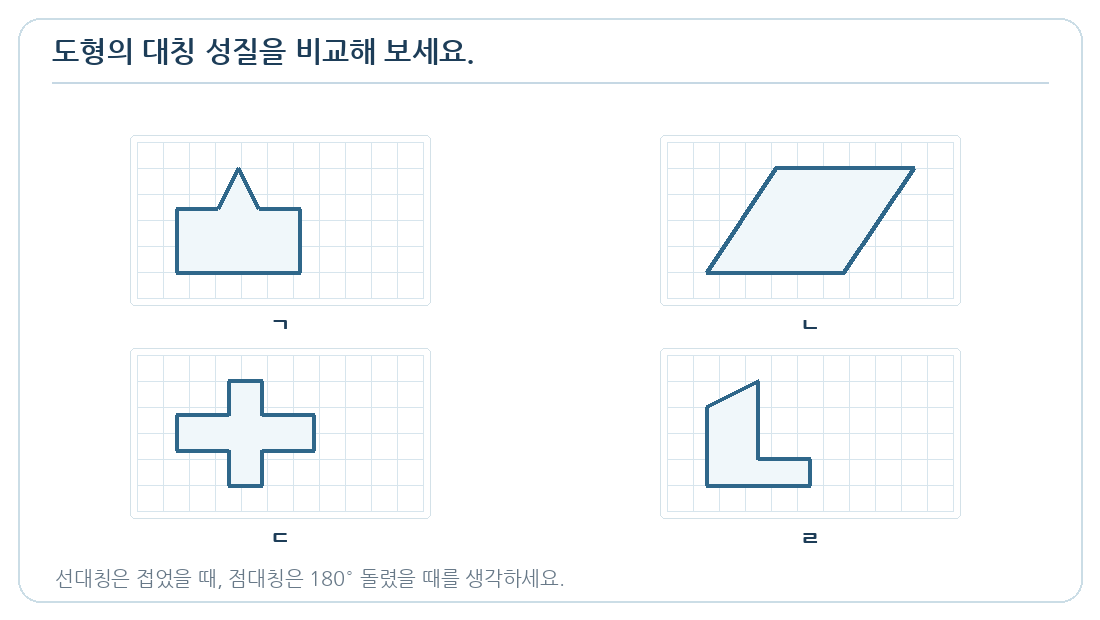 도형의 대칭 성질을 비교해 보세요.
ㄱ
ㄴ
ㄷ
ㄹ
선대칭은 접었을 때, 점대칭은 180° 돌렸을 때를 생각하세요.